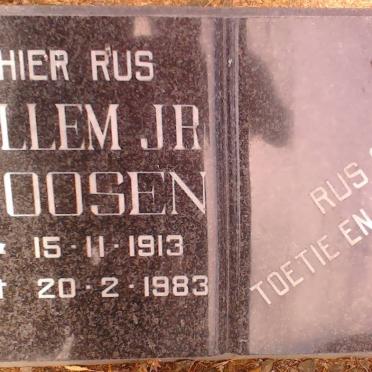 HIER RUS
LLEM JR
OOSEN
* 15-11-1913
† 20-2-1983
RUS
TOETIE EN